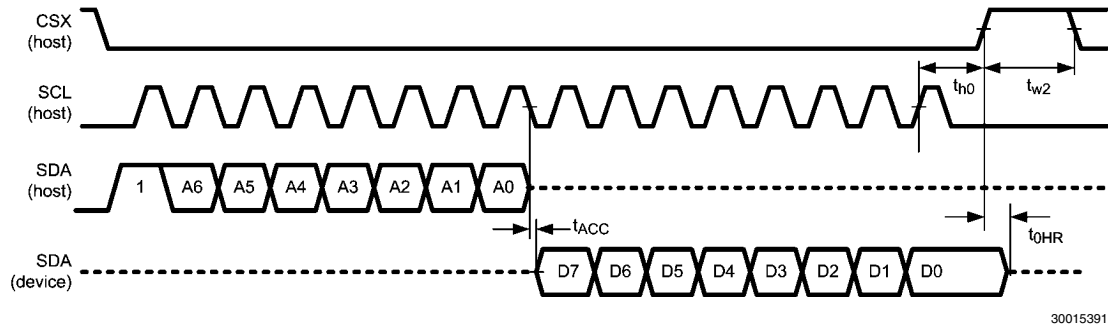 CSX
(host)
t_h0
t_w2
SCL
(host)
SDA
(host)
1 A6 A5 A4 A3 A2 A1 A0
t_ACC
t_0HR
SDA
(device)
D7 D6 D5 D4 D3 D2 D1 D0
30015391